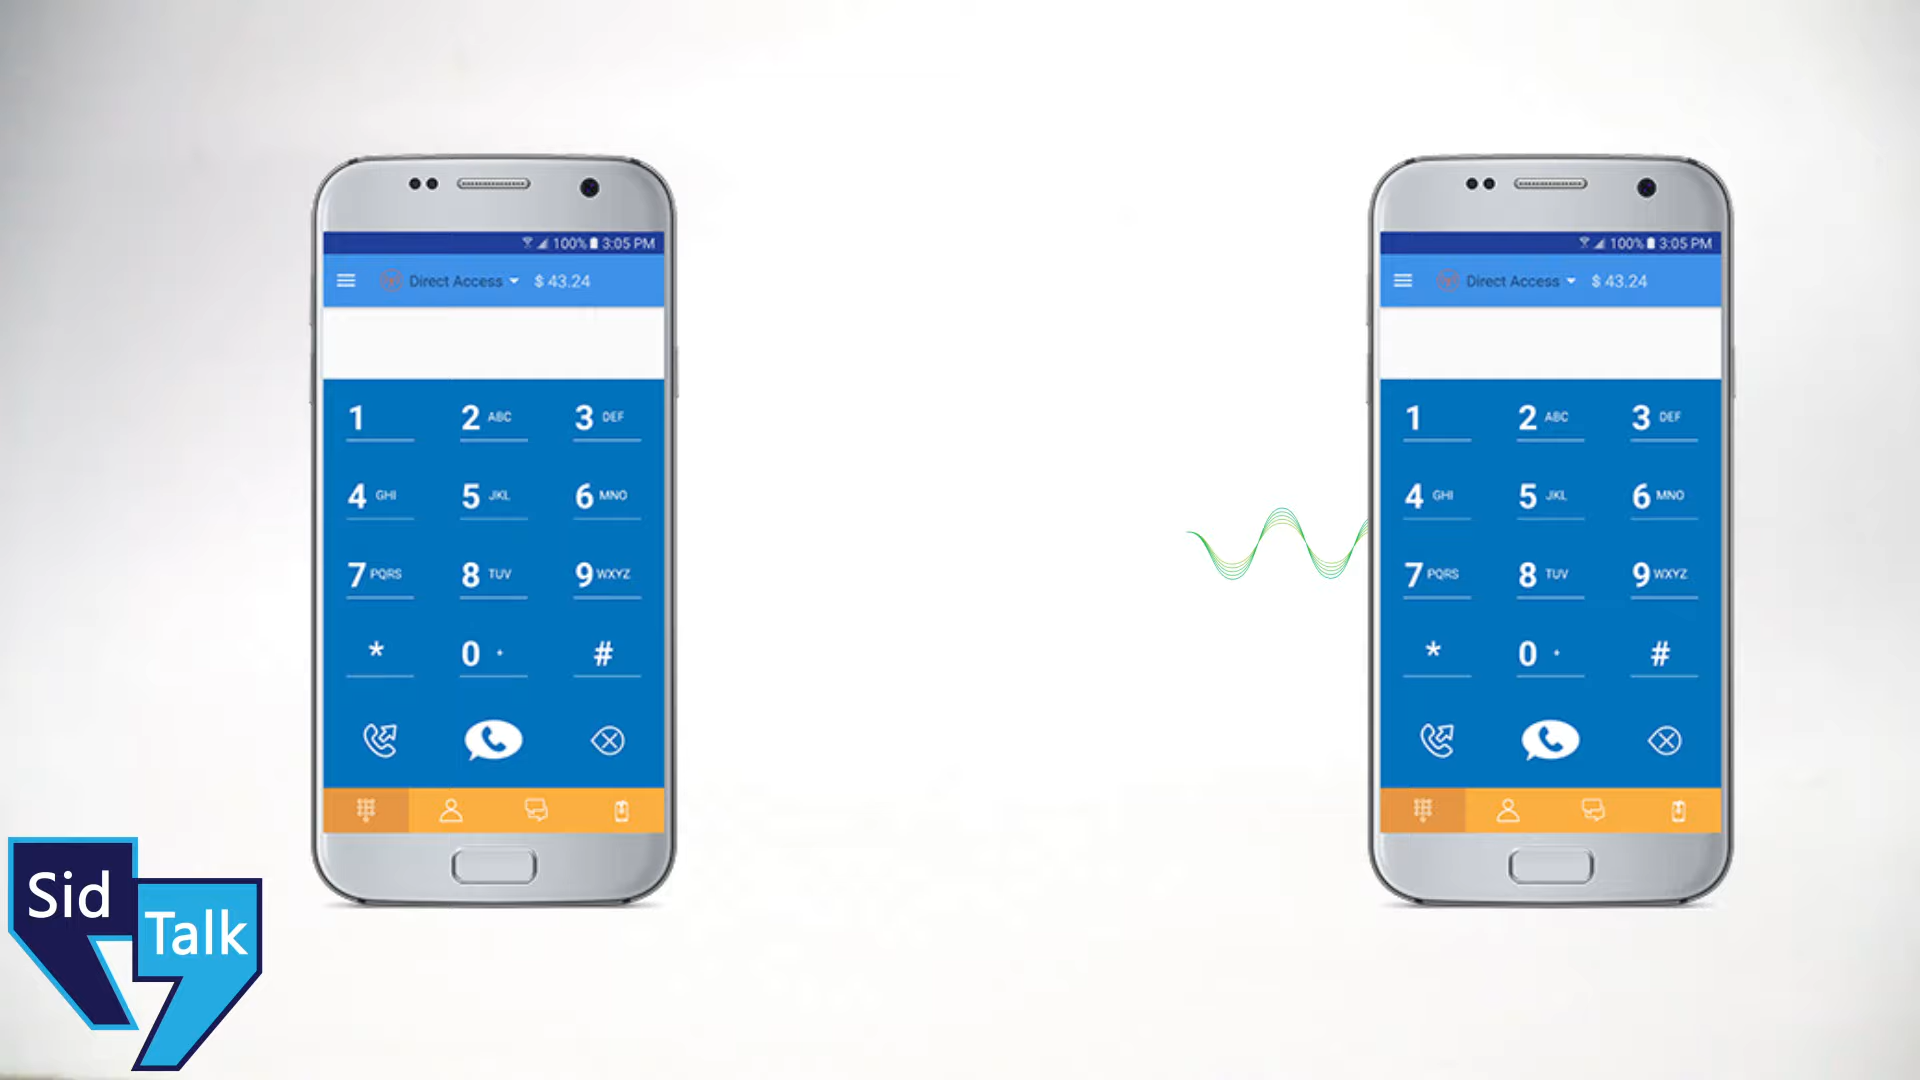 100% 3:05 PM
Direct Access $ 43.24
1 2 ABC 3 DEF
4 GHI 5 JKL 6 MNO
7 PQRS 8 TUV 9 WXYZ
* 0 + #
100% 3:05 PM
Direct Access $ 43.24
1 2 ABC 3 DEF
4 GHI 5 JKL 6 MNO
7 PQRS 8 TUV 9 WXYZ
* 0 + #
Sid
Talk